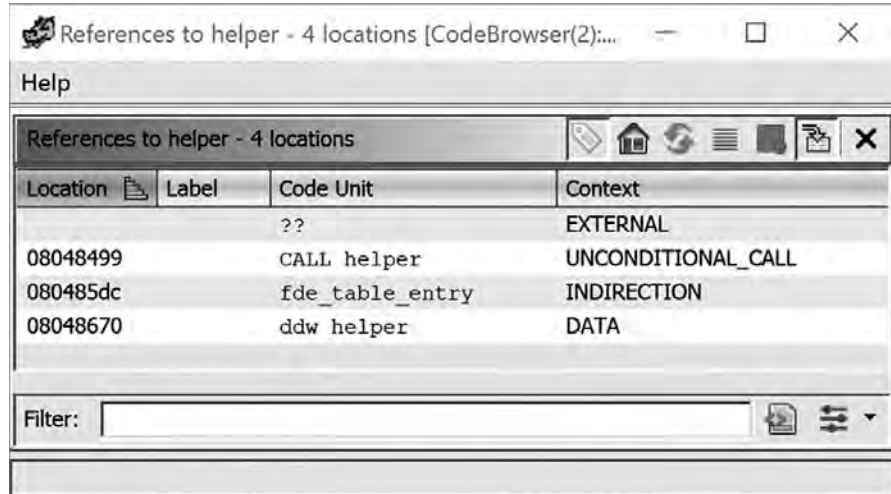 References to helper - 4 locations [CodeBrowser(2):...
Help
References to helper - 4 locations
Location Label Code Unit Context
?? EXTERNAL
08048499 CALL helper UNCONDITIONAL_CALL
080485dc fde_table_entry INDIRECTION
08048670 ddw helper DATA
Filter: